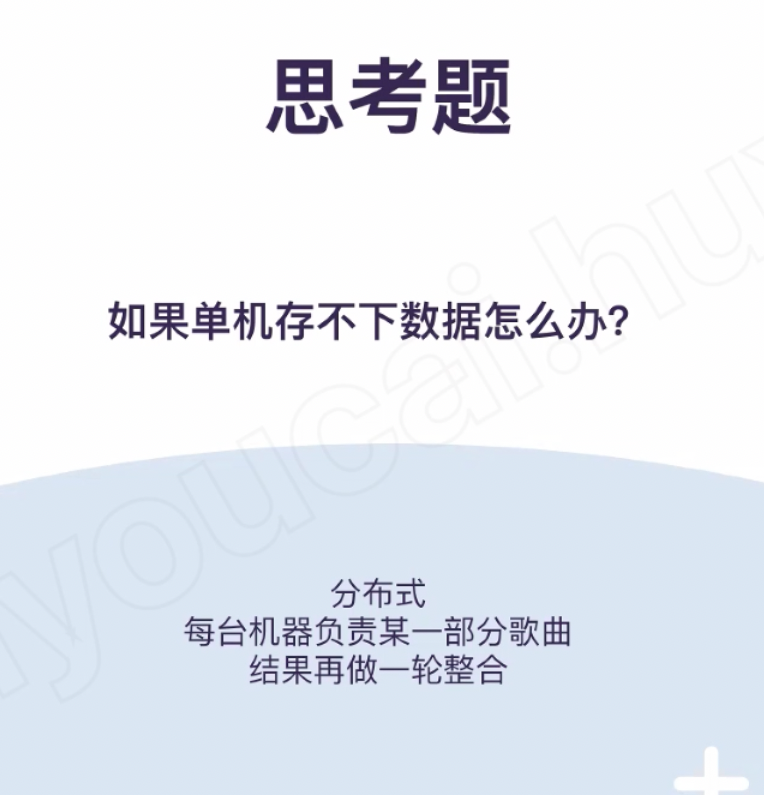 思考题
如果单机存不下数据怎么办?
分布式
每台机器负责某一部分歌曲
结果再做一轮整合